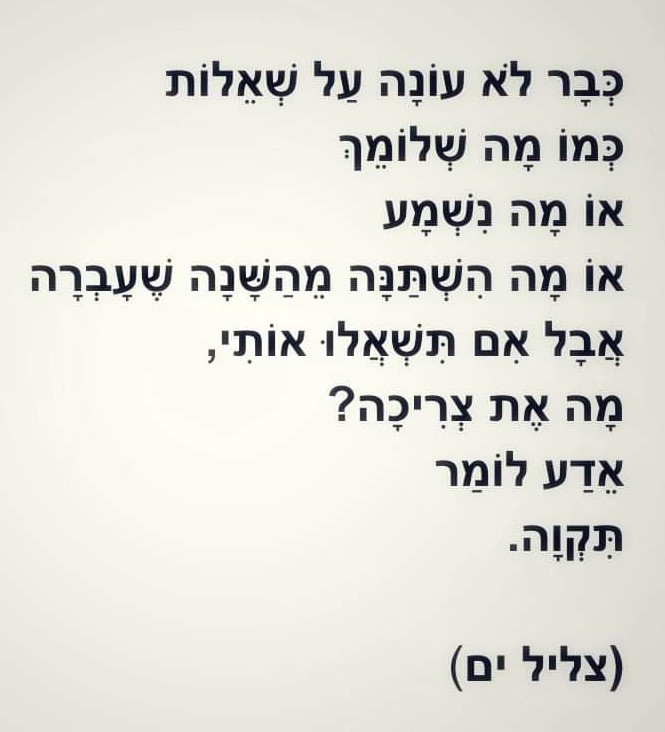 כְּבָר לֹא עוֹנָה עַל שְׁאֵלוֹת
כְּמוֹ מָה שְׁלוֹמֵךְ
אוֹ מָה נִשְׁמָע
אוֹ מָה הִשְׁתַּנָּה מֵהַשָּׁנָה שֶׁעָבְרָה
אֲבָל אִם תִּשְׁאֲלוּ אוֹתִי,
מָה אֶת צְרִיכָה?
אֵדַע לוֹמַר
תִּקְוָה.
(צליל ים)